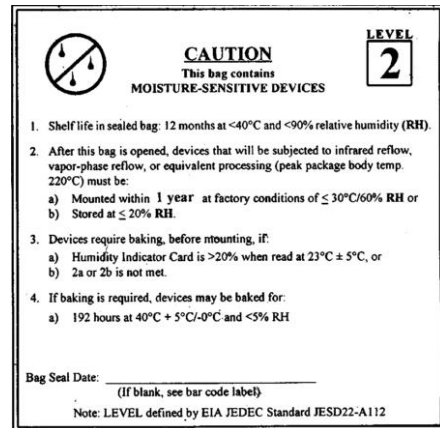 LEVEL
2
CAUTION
This bag contains
MOISTURE-SENSITIVE DEVICES
1. Shelf life in sealed bag: 12 months at <40°C and <90% relative humidity (RH).
2. After this bag is opened, devices that will be subjected to infrared reflow,
vapor-phase reflow, or equivalent processing (peak package body temp.
220°C) must be:
a) Mounted within 1 year at factory conditions of ≤ 30°C/60% RH or
b) Stored at ≤ 20% RH.
3. Devices require baking, before mounting, if:
a) Humidity Indicator Card is >20% when read at 23°C ± 5°C, or
b) 2a or 2b is not met.
4. If baking is required, devices may be baked for:
a) 192 hours at 40°C + 5°C/-0°C and <5% RH
Bag Seal Date:
(If blank, see bar code label)
Note: LEVEL defined by EIA JEDEC Standard JESD22-A112